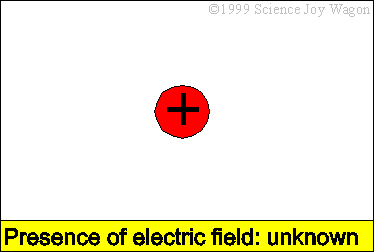 ©1999 Science Joy Wagon
+
Presence of electric field: unknown